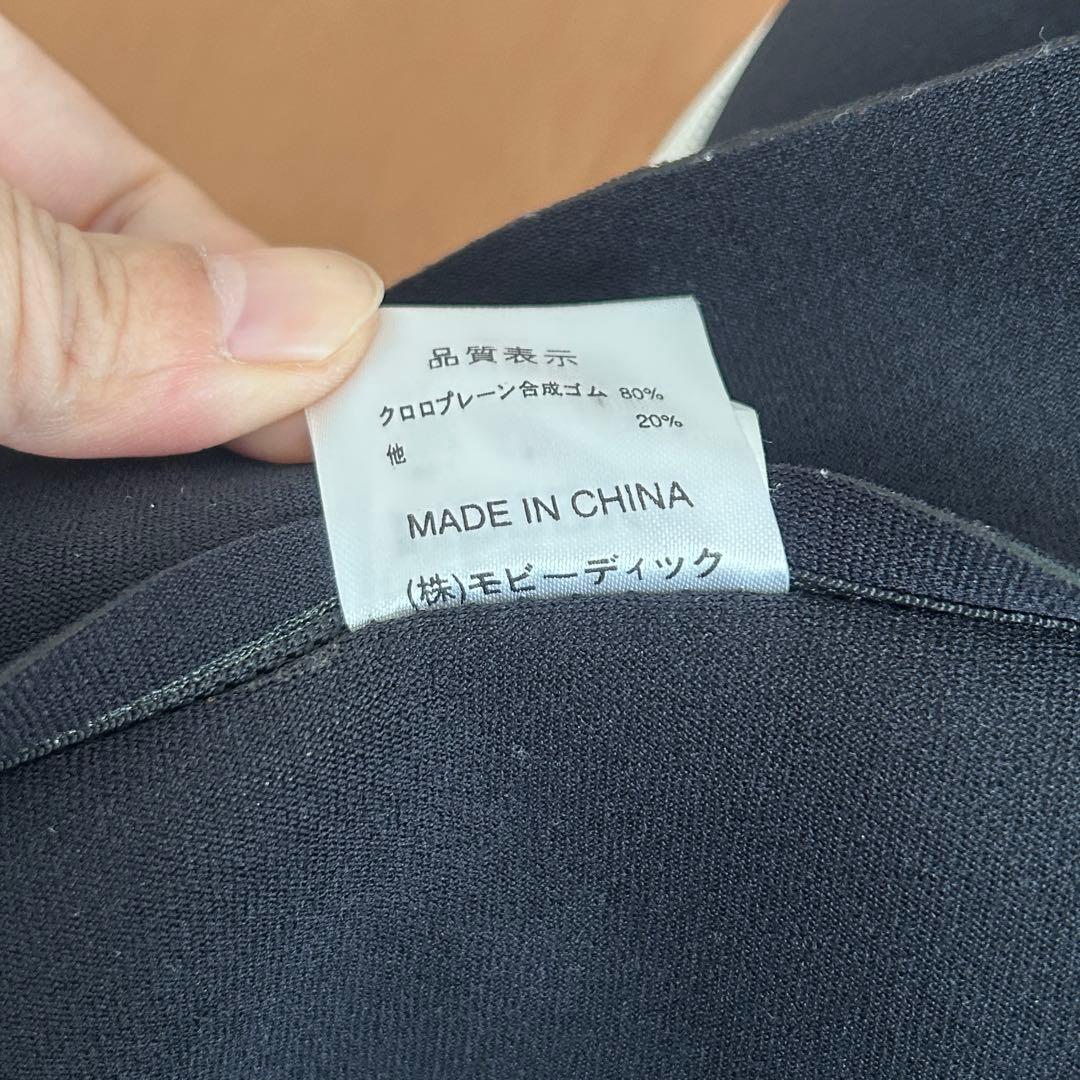 品質表示
クロロプレーン合成ゴム 80%
他 20%
MADE IN CHINA
(株)モビーディック